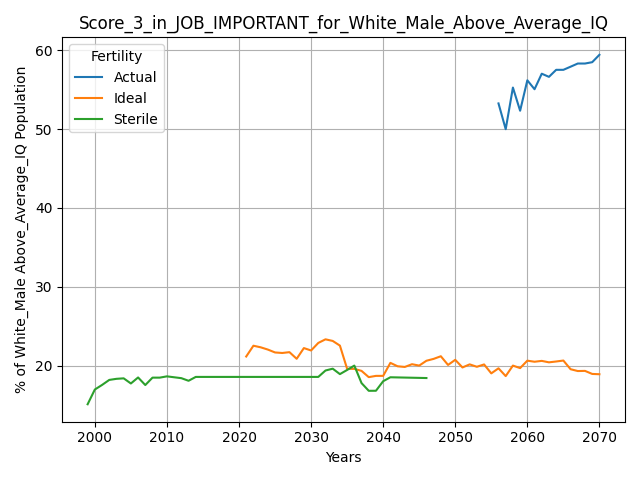 Score_3_in_JOB_IMPORTANT_for_White_Male_Above_Average_IQ
% of White_Male Above_Average_IQ Population
60
50
40
30
20
Fertility
Actual
Ideal
Sterile
2000 2010 2020 2030 2040 2050 2060 2070
Years